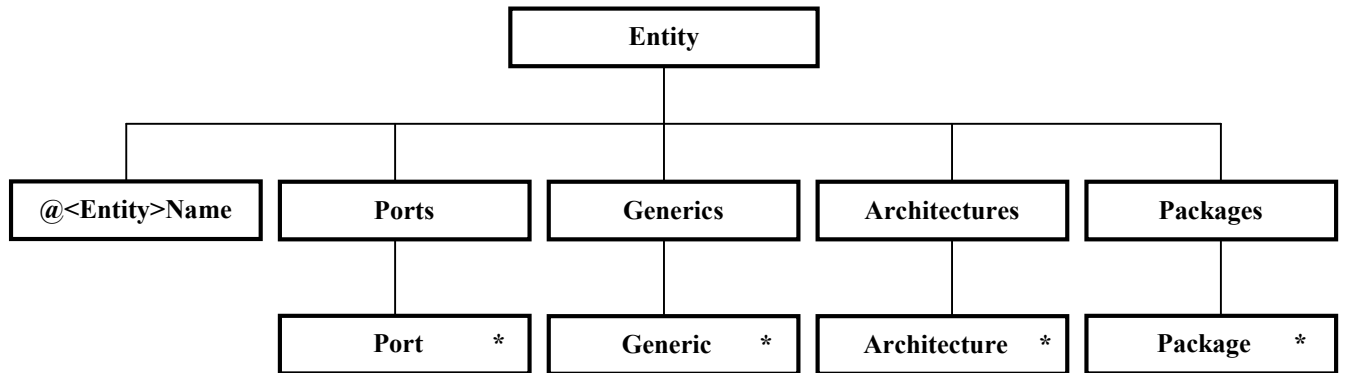 Entity
@<Entity>Name
Ports
Generics
Architectures
Packages
Port *
Generic *
Architecture *
Package *